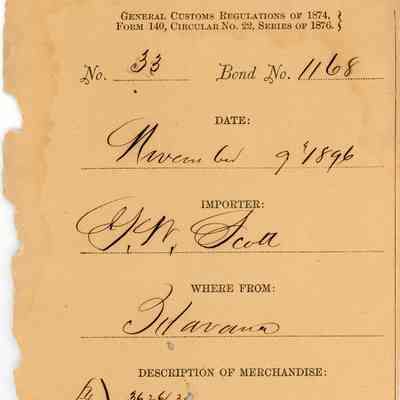 GENERAL CUSTOMS REGULATIONS OF 1874,
FORM 140, CIRCULAR NO. 22, SERIES OF 1876.
No. 33 Bond No. 1168
DATE:
November 9th 1896
IMPORTER:
G. W. Scott
WHERE FROM:
Havana
DESCRIPTION OF MERCHANDISE: